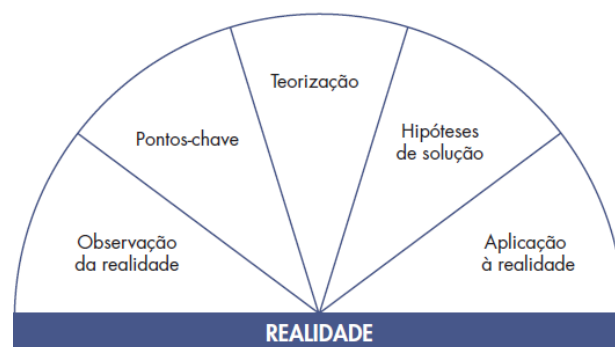 Observação
da realidade
Pontos-chave
Teorização
Hipóteses
de solução
Aplicação
à realidade
REALIDADE